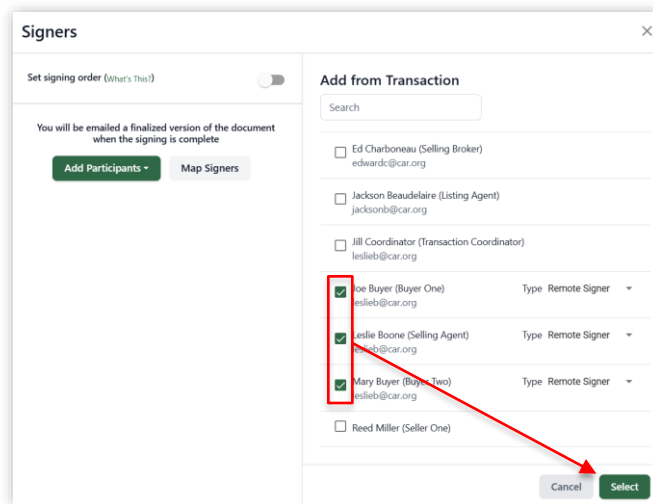 Signers
Set signing order (What's This?)
You will be emailed a finalized version of the document
when the signing is complete
Add Participants
Map Signers
Add from Transaction
Search
Ed Charboneau (Selling Broker)
edwardc@car.org
Jackson Beaudelaire (Listing Agent)
jacksonb@car.org
Jill Coordinator (Transaction Coordinator)
leslieb@car.org
Joe Buyer (Buyer One) Type Remote Signer
leslieb@car.org
Leslie Boone (Selling Agent) Type Remote Signer
leslieb@car.org
Mary Buyer (Buyer Two) Type Remote Signer
leslieb@car.org
Reed Miller (Seller One)
Cancel Select